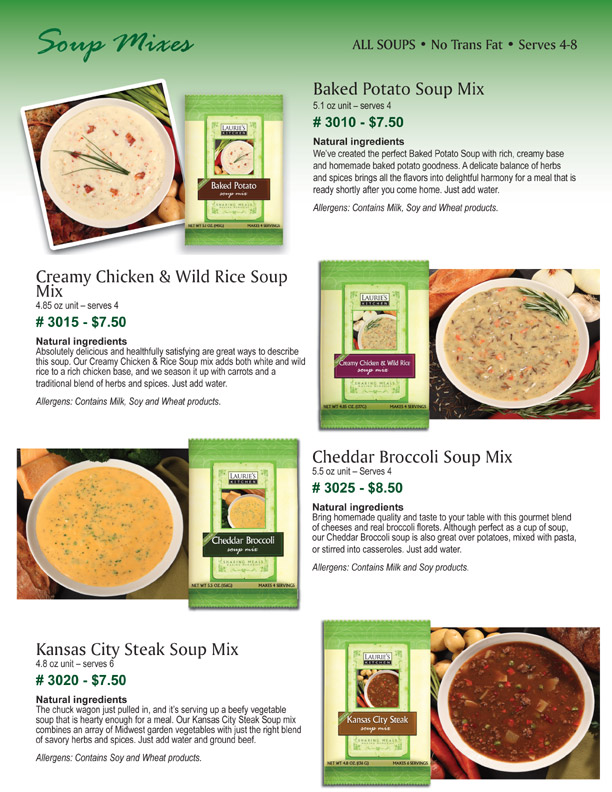 Soup Mixes
ALL SOUPS • No Trans Fat • Serves 4-8
Baked Potato Soup Mix
5.1 oz unit – serves 4
# 3010 - $7.50
Natural ingredients
We've created the perfect Baked Potato Soup with rich, creamy base
and homemade baked potato goodness. A delicate balance of herbs
and spices brings all the flavors into delightful harmony for a meal that is
ready shortly after you come home. Just add water.
Allergens: Contains Milk, Soy and Wheat products.
LAURIE'S
KITCHEN
Baked Potato
soup mix
SHARING MEALS
NET WT 5.1 OZ. (145G)
MAKES 4 SERVINGS
Creamy Chicken & Wild Rice Soup
Mix
4.85 oz unit – serves 4
# 3015 - $7.50
Natural ingredients
Absolutely delicious and healthfully satisfying are great ways to describe
this soup. Our Creamy Chicken & Rice Soup mix adds both white and wild
rice to a rich chicken base, and we season it up with carrots and a
traditional blend of herbs and spices. Just add water.
Allergens: Contains Milk, Soy and Wheat products.
LAURIE'S
KITCHEN
Creamy Chicken & Wild Rice
soup mix
SHARING MEALS
NET WT 4.85 OZ. (137G)
MAKES 4 SERVINGS
LAURIE'S
KITCHEN
Cheddar Broccoli
soup mix
SHARING MEALS
NET WT 5.5 OZ. (156G)
MAKES 4 SERVINGS
Cheddar Broccoli Soup Mix
5.5 oz unit – Serves 4
# 3025 - $8.50
Natural ingredients
Bring homemade quality and taste to your table with this gourmet blend
of cheeses and real broccoli florets. Although perfect as a cup of soup,
our Cheddar Broccoli soup is also great over potatoes, mixed with pasta,
or stirred into casseroles. Just add water.
Allergens: Contains Milk and Soy products.
Kansas City Steak Soup Mix
4.8 oz unit – serves 6
# 3020 - $7.50
Natural ingredients
The chuck wagon just pulled in, and it's serving up a beefy vegetable
soup that is hearty enough for a meal. Our Kansas City Steak Soup mix
combines an array of Midwest garden vegetables with just the right blend
of savory herbs and spices. Just add water and ground beef.
Allergens: Contains Soy and Wheat products.
LAURIE'S
KITCHEN
Kansas City Steak
soup mix
SHARING MEALS
NET WT 4.8 OZ. (136 G)
MAKES 6 SERVINGS